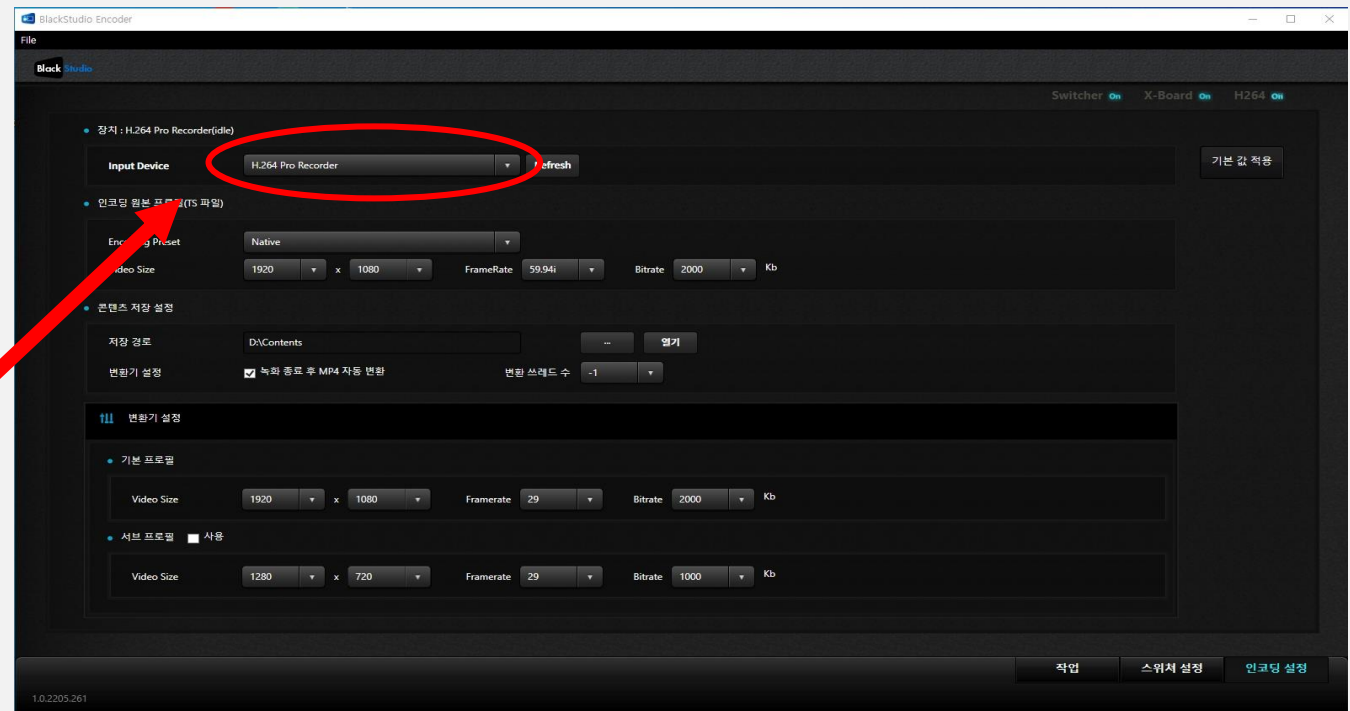 BlackStudio Encoder
File
Black Studio
Switcher On X-Board On H264 On
장치 : H.264 Pro Recorder(idle)
Input Device H.264 Pro Recorder Refresh 기본 값 적용
인코딩 원본 프로필(TS 파일)
Encoding Preset Native
Video Size 1920 x 1080 FrameRate 59.94i Bitrate 2000 Kb
콘텐츠 저장 설정
저장 경로 D:\Contents ... 열기
변환기 설정 녹화 종료 후 MP4 자동 변환 변환 쓰레드 수 -1
변환기 설정
기본 프로필
Video Size 1920 x 1080 Framerate 29 Bitrate 2000 Kb
서브 프로필 사용
Video Size 1280 x 720 Framerate 29 Bitrate 1000 Kb
작업 스위쳐 설정 인코딩 설정
1.0.2205.261